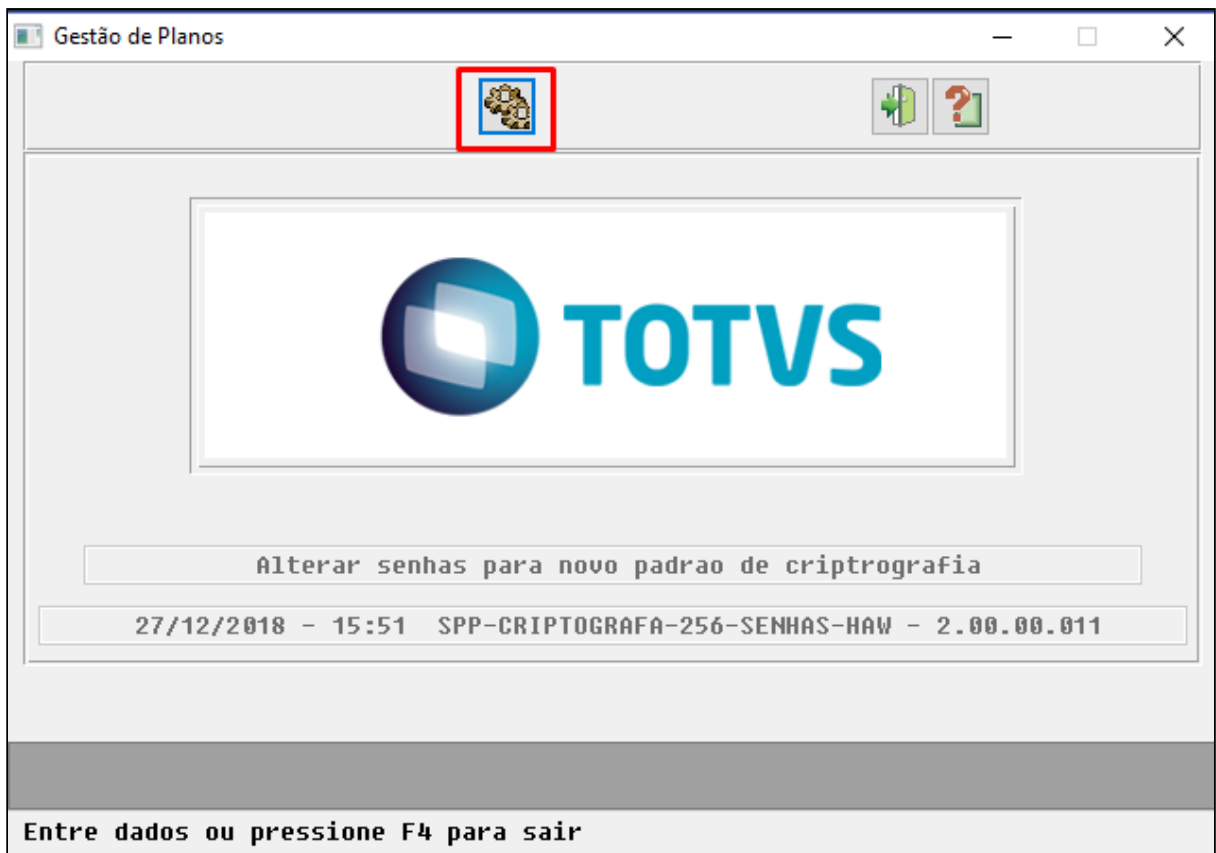 Gestão de Planos
TOTVS
Alterar senhas para novo padrao de criptrografia
27/12/2018 - 15:51 SPP-CRIPTOGRAFA-256-SENHAS-HAW - 2.00.00.011
Entre dados ou pressione F4 para sair